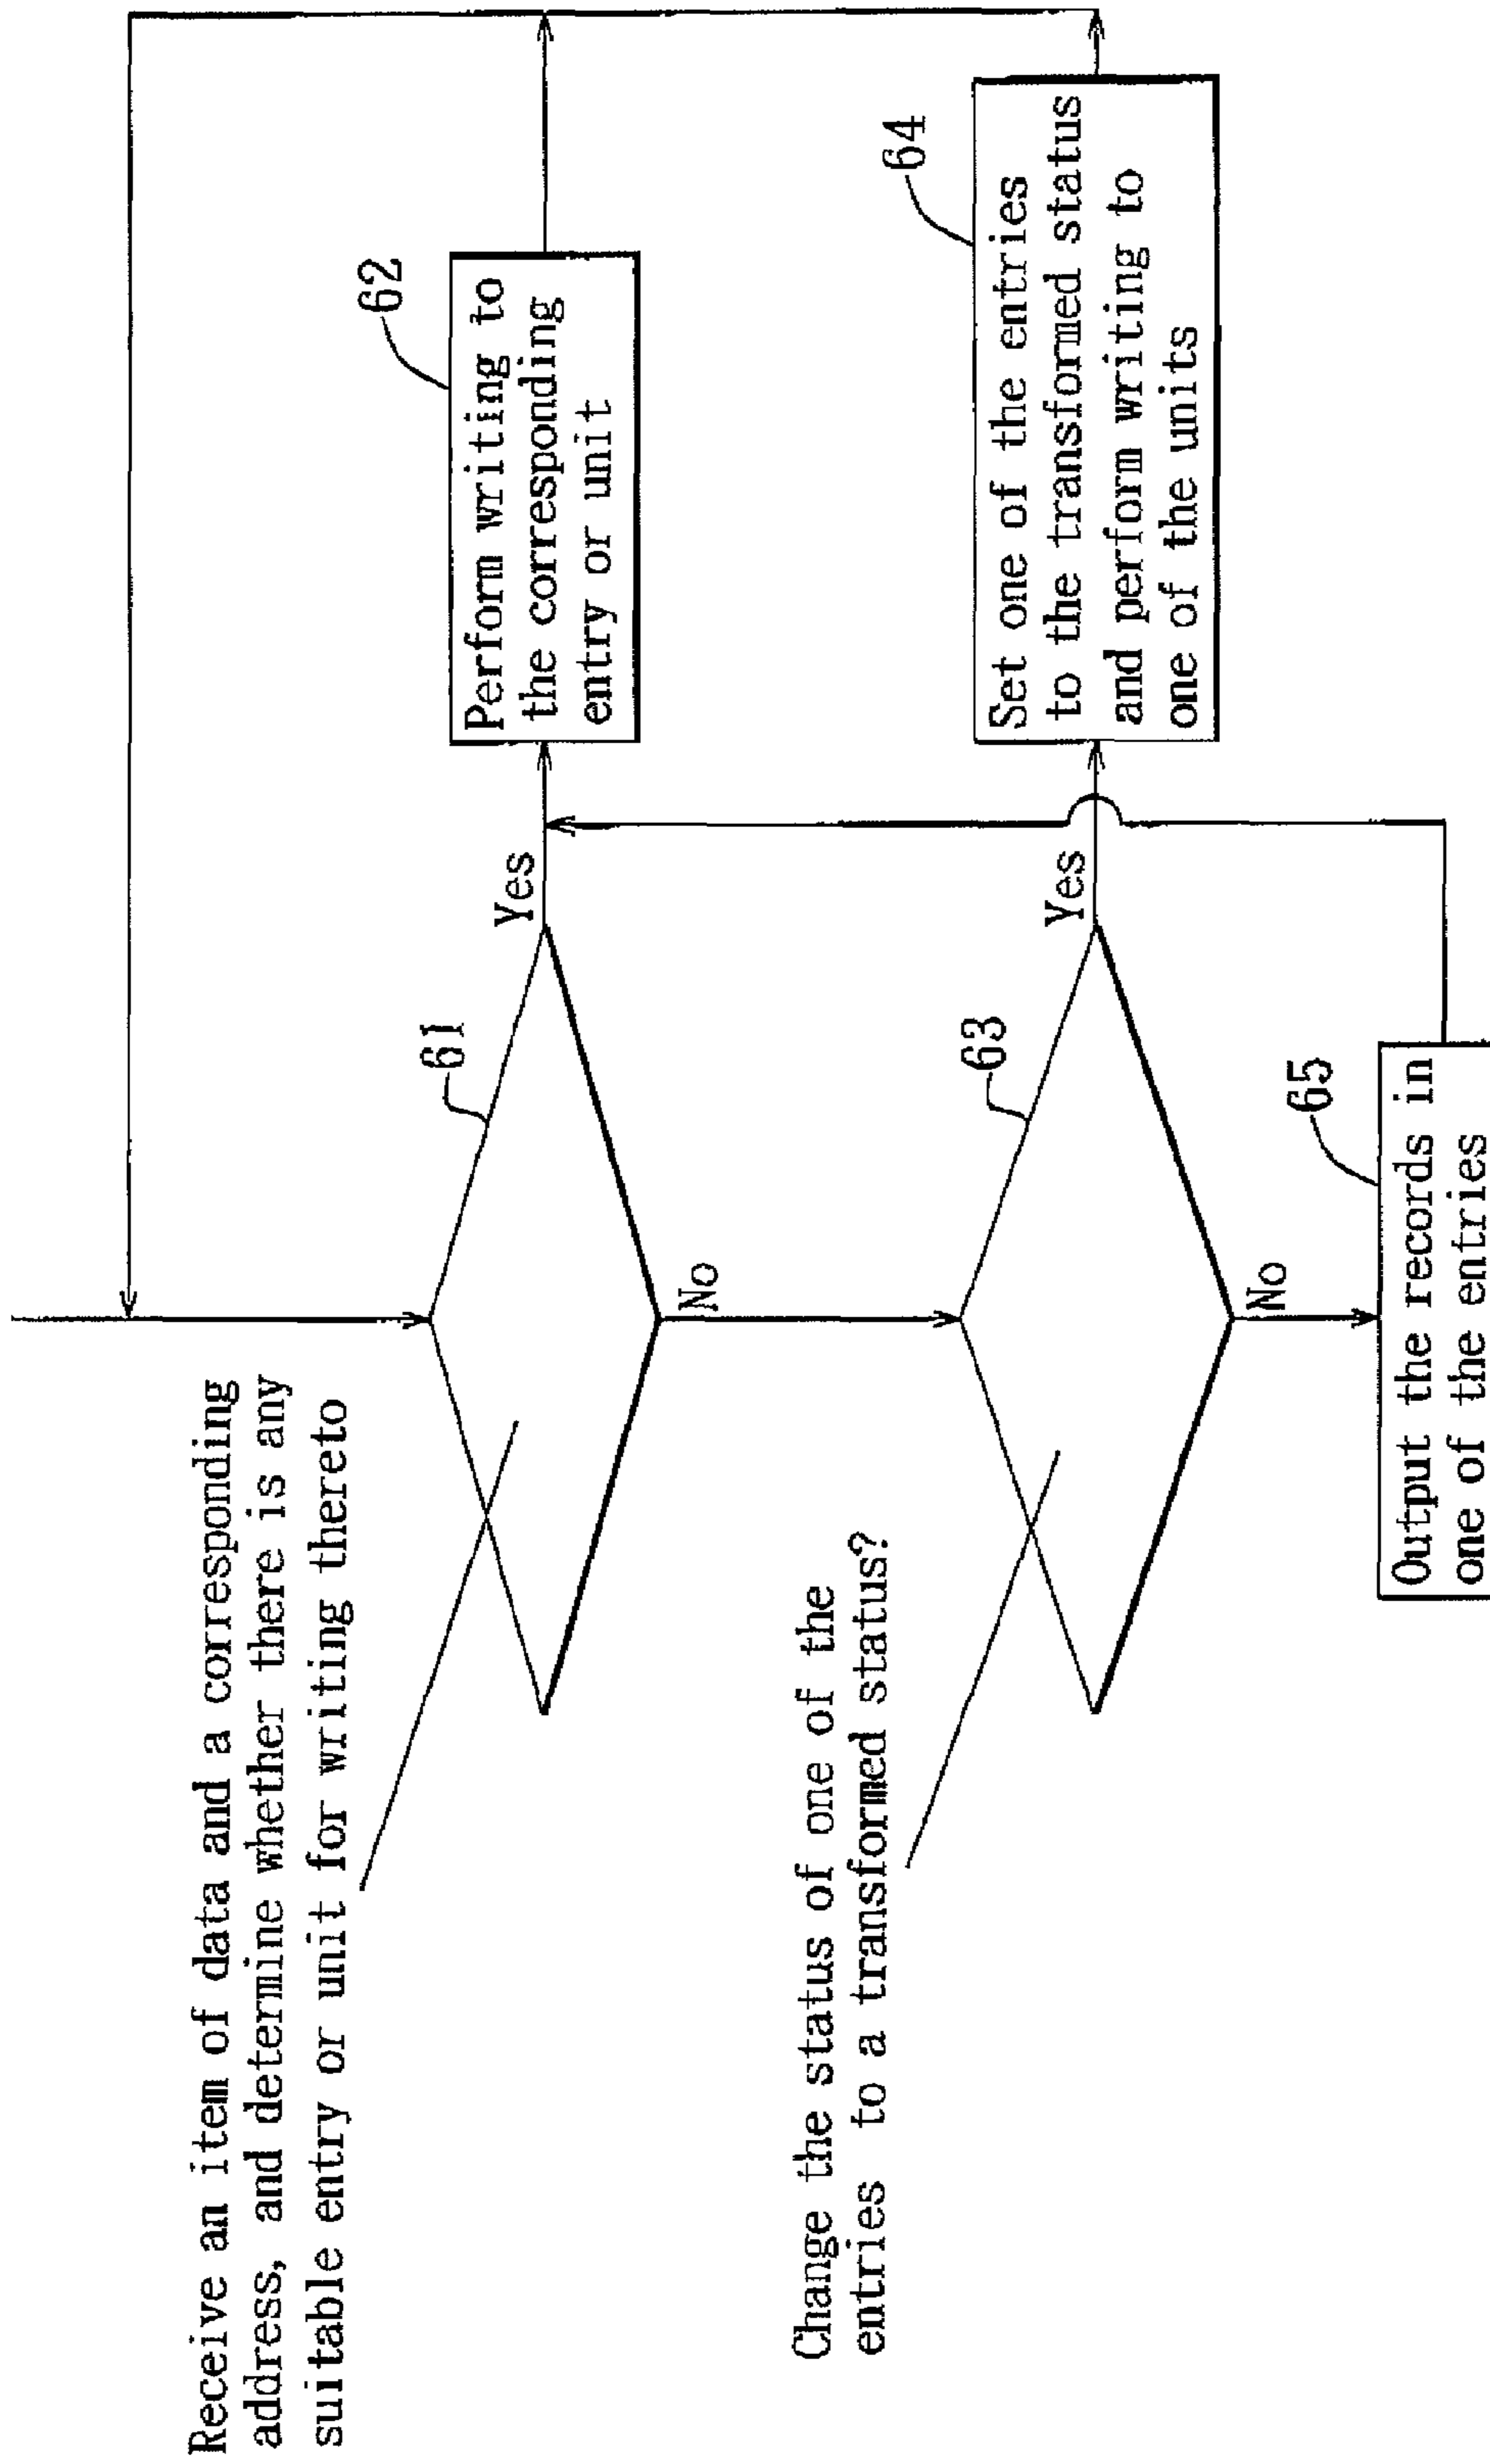 Receive an item of data and a corresponding
address, and determine whether there is any
suitable entry or unit for writing thereto
61
Yes
No
62
Perform writing to
the corresponding
entry or unit
Change the status of one of the
entries to a transformed status?
63
Yes
No
64
Set one of the entries
to the transformed status
and perform writing to
one of the units
65
Output the records in
one of the entries